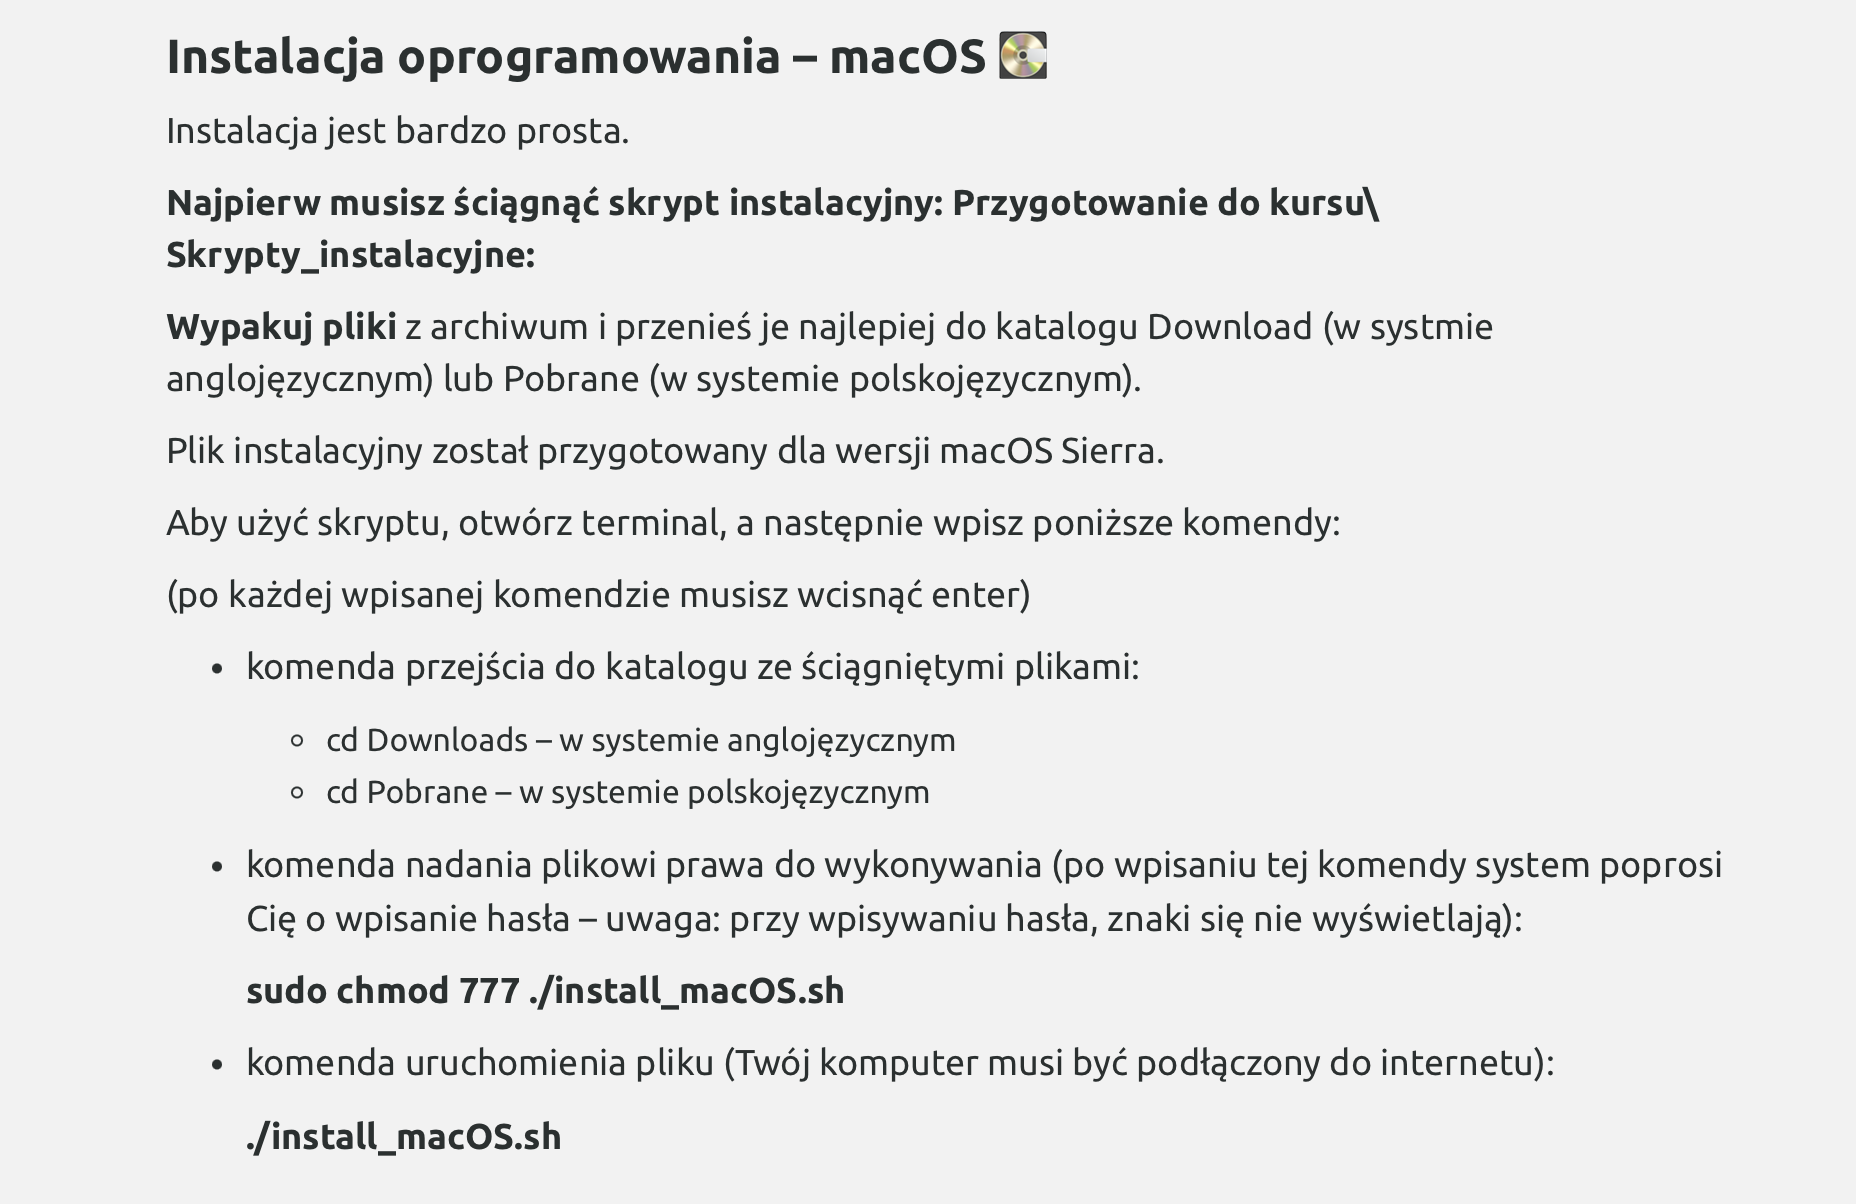 Instalacja oprogramowania – macOS
Instalacja jest bardzo prosta.
Najpierw musisz ściągnąć skrypt instalacyjny: Przygotowanie do kursu\
Skrypty_instalacyjne:
Wypakuj pliki z archiwum i przenieś je najlepiej do katalogu Download (w systmie
anglojęzycznym) lub Pobrane (w systemie polskojęzycznym).
Plik instalacyjny został przygotowany dla wersji macOS Sierra.
Aby użyć skryptu, otwórz terminal, a następnie wpisz poniższe komendy:
(po każdej wpisanej komendzie musisz wcisnąć enter)
• komenda przejścia do katalogu ze ściągniętymi plikami:
◦ cd Downloads – w systemie anglojęzycznym
◦ cd Pobrane – w systemie polskojęzycznym
• komenda nadania plikowi prawa do wykonywania (po wpisaniu tej komendy system poprosi
Cię o wpisanie hasła – uwaga: przy wpisywaniu hasła, znaki się nie wyświetlają):
sudo chmod 777 ./install_macOS.sh
• komenda uruchomienia pliku (Twój komputer musi być podłączony do internetu):
./install_macOS.sh